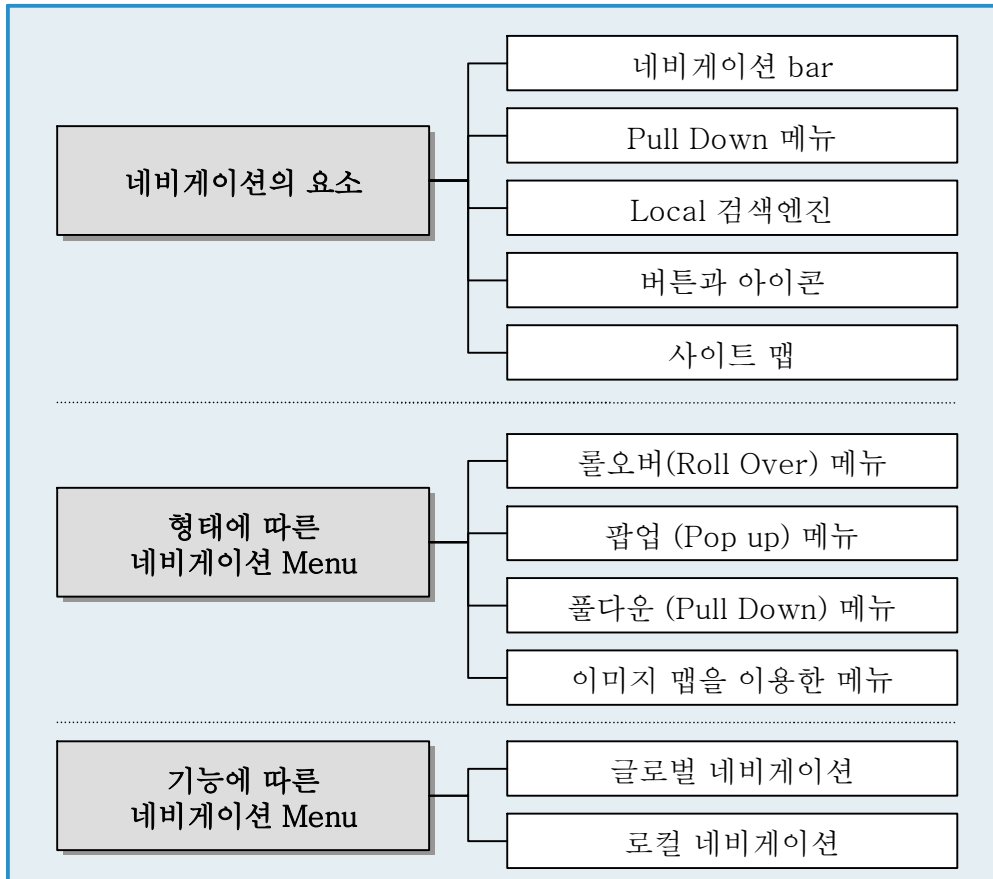 네비게이션의 요소
네비게이션 bar
Pull Down 메뉴
Local 검색엔진
버튼과 아이콘
사이트 맵
형태에 따른
네비게이션 Menu
롤오버(Roll Over) 메뉴
팝업 (Pop up) 메뉴
풀다운 (Pull Down) 메뉴
이미지 맵을 이용한 메뉴
기능에 따른
네비게이션 Menu
글로벌 네비게이션
로컬 네비게이션